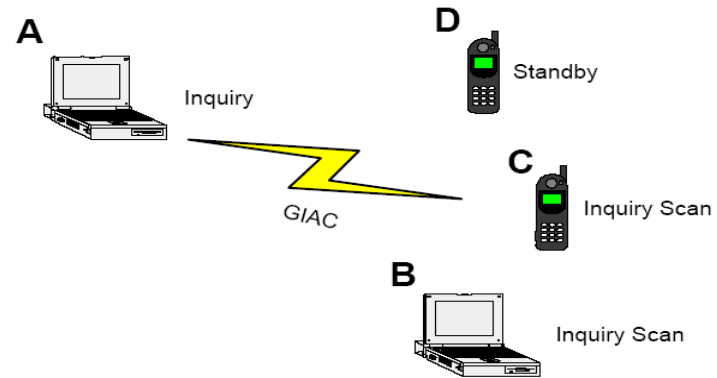 A
Inquiry
D
Standby
GIAC
C
Inquiry Scan
B
Inquiry Scan